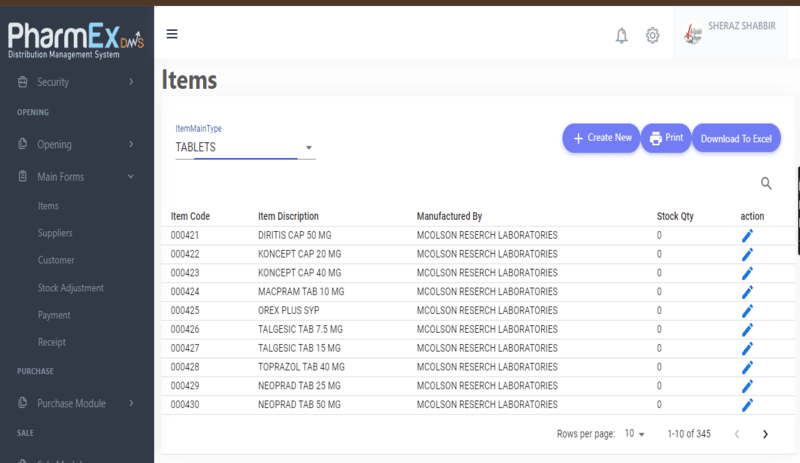 PharmEx DMS
Distribution Management System
SHERAZ SHABBIR
Security
OPENING
Opening
Main Forms
Items
Suppliers
Customer
Stock Adjustment
Payment
Receipt
PURCHASE
Purchase Module
SALE
Items
ItemMainType
TABLETS
Create New
Print
Download To Excel
Item Code Item Discription Manufactured By Stock Qty action
000421 DIRITIS CAP 50 MG MCOLSON RESERCH LABORATORIES 0
000422 KONCEPT CAP 20 MG MCOLSON RESERCH LABORATORIES 0
000423 KONCEPT CAP 40 MG MCOLSON RESERCH LABORATORIES 0
000424 MACPRAM TAB 10 MG MCOLSON RESERCH LABORATORIES 0
000425 OREX PLUS SYP MCOLSON RESERCH LABORATORIES 0
000426 TALGESIC TAB 7.5 MG MCOLSON RESERCH LABORATORIES 0
000427 TALGESIC TAB 15 MG MCOLSON RESERCH LABORATORIES 0
000428 TOPRAZOL TAB 40 MG MCOLSON RESERCH LABORATORIES 0
000429 NEOPRAD TAB 25 MG MCOLSON RESERCH LABORATORIES 0
000430 NEOPRAD TAB 50 MG MCOLSON RESERCH LABORATORIES 0
Rows per page: 10 1-10 of 345